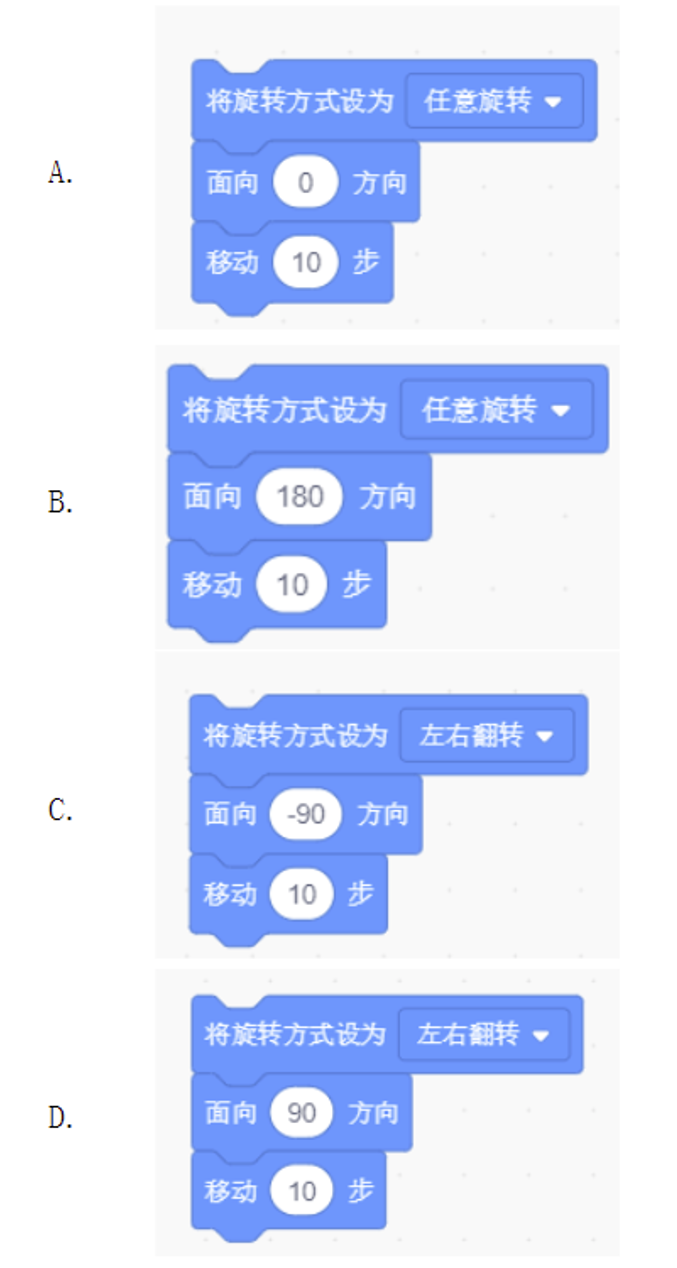 A.
将旋转方式设为 任意旋转
面向 0 方向
移动 10 步
B.
将旋转方式设为 任意旋转
面向 180 方向
移动 10 步
C.
将旋转方式设为 左右翻转
面向 -90 方向
移动 10 步
D.
将旋转方式设为 左右翻转
面向 90 方向
移动 10 步